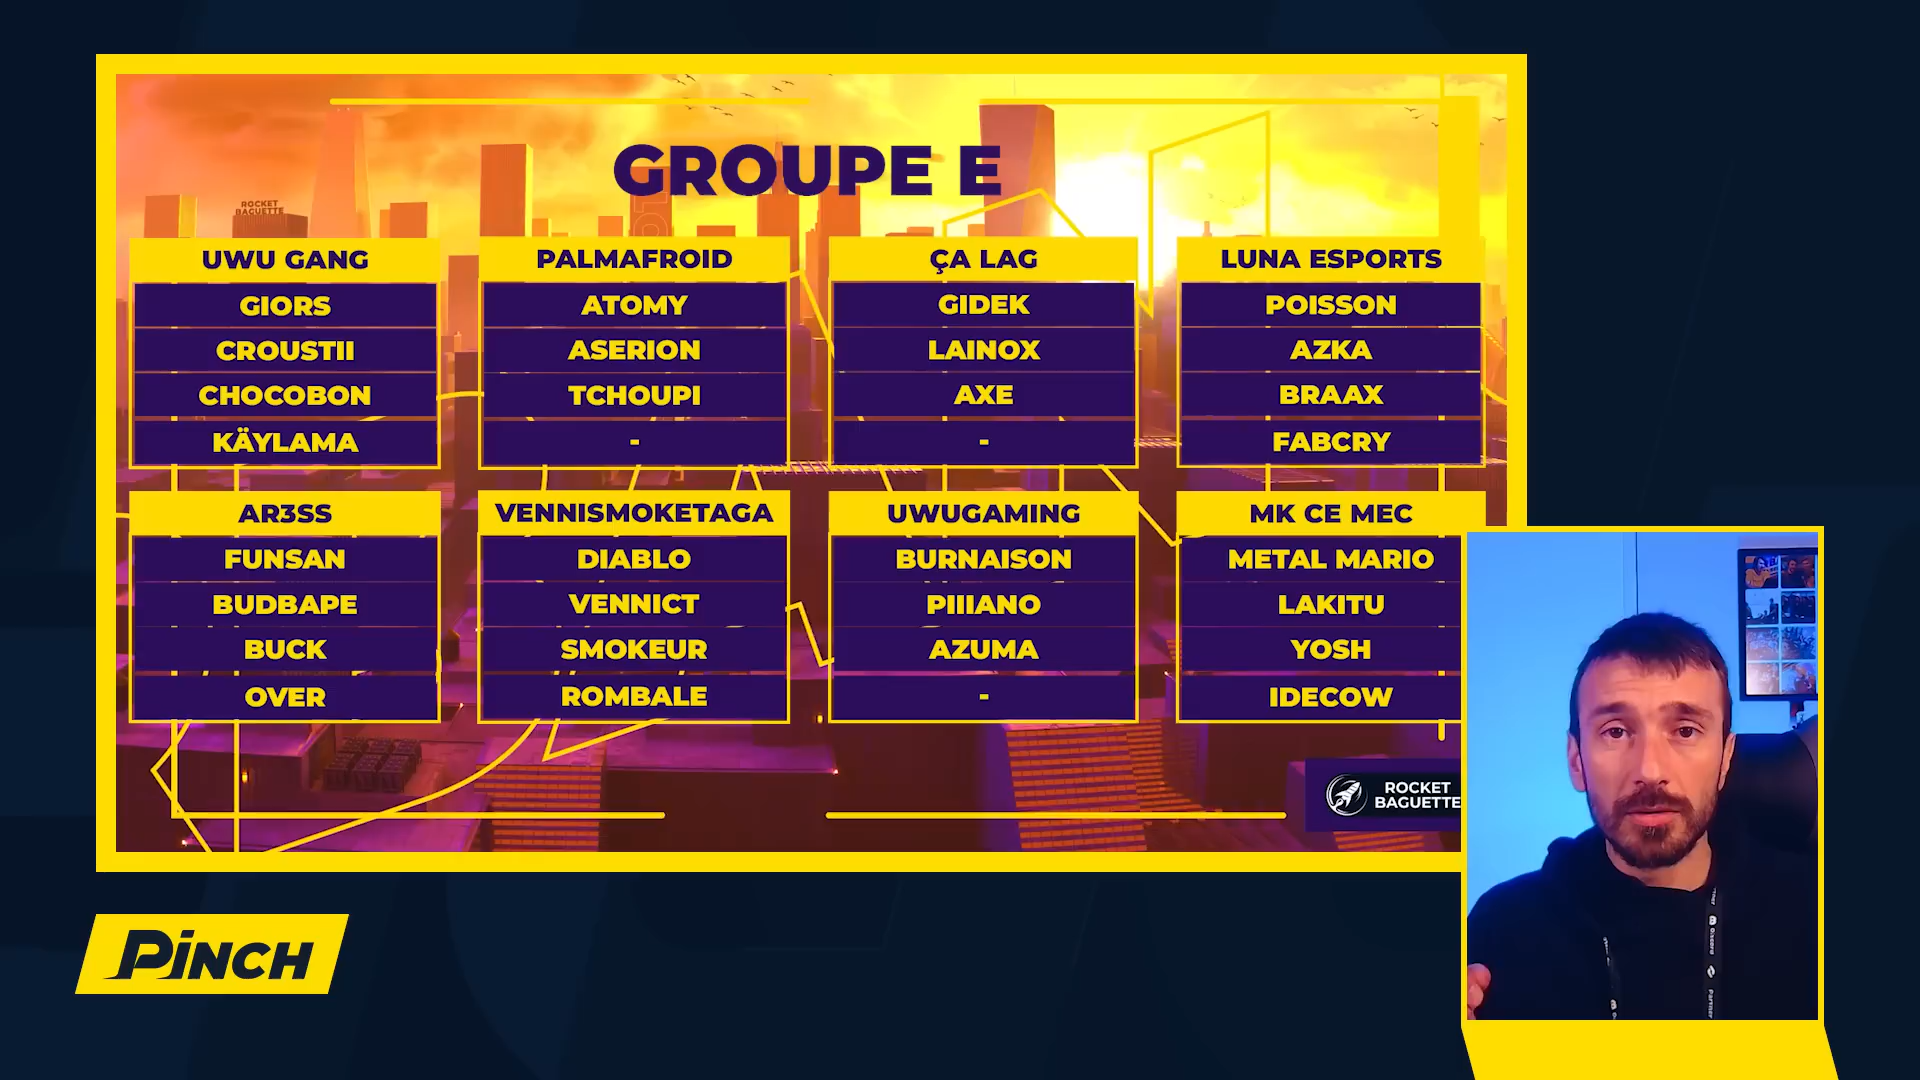 GROUPE E
ROCKET
BAGUETTE
UWU GANG
GIORS
CROUSTII
CHOCOBON
KÄYLAMA
PALMAFROID
ATOMY
ASERION
TCHOUPI
-
ÇA LAG
GIDEK
LAINOX
AXE
-
LUNA ESPORTS
POISSON
AZKA
BRAAX
FABCRY
AR3SS
FUNSAN
BUDBAPE
BUCK
OVER
VENNISMOKETAGA
DIABLO
VENNICT
SMOKEUR
ROMBALE
UWUGAMING
BURNAISON
PIIIANO
AZUMA
-
MK CE MEC
METAL MARIO
LAKITU
YOSH
IDECOW
ROCKET
BAGUETTE
PiNCH